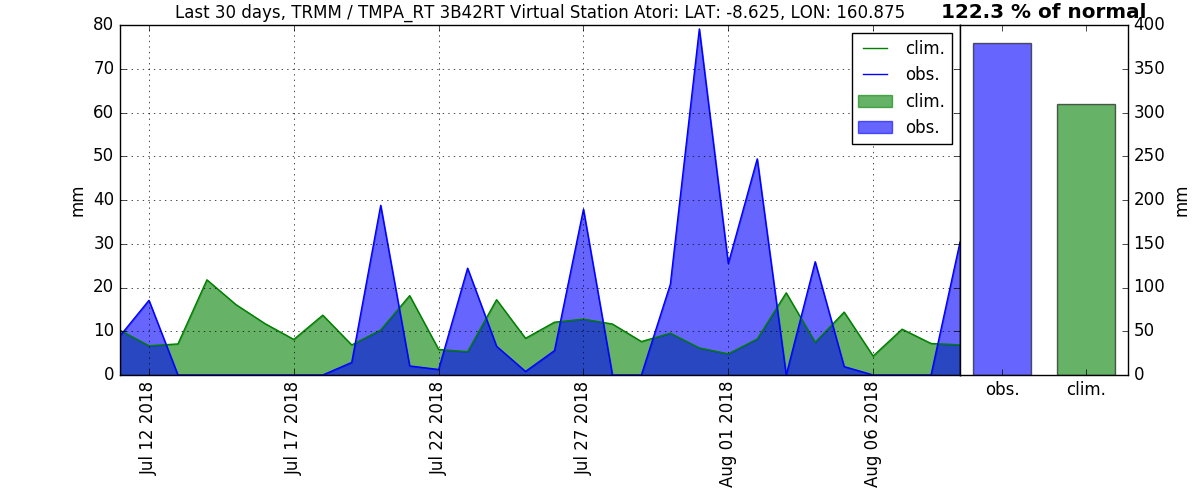 Last 30 days, TRMM / TMPA_RT 3B42RT Virtual Station Atori: LAT: -8.625, LON: 160.875
122.3 % of normal
80
70
60
50
40
30
20
10
0
mm
clim.
obs.
clim.
obs.
Jul 12 2018
Jul 17 2018
Jul 22 2018
Jul 27 2018
Aug 01 2018
Aug 06 2018
400
350
300
250
200
150
100
50
0
mm
obs.
clim.